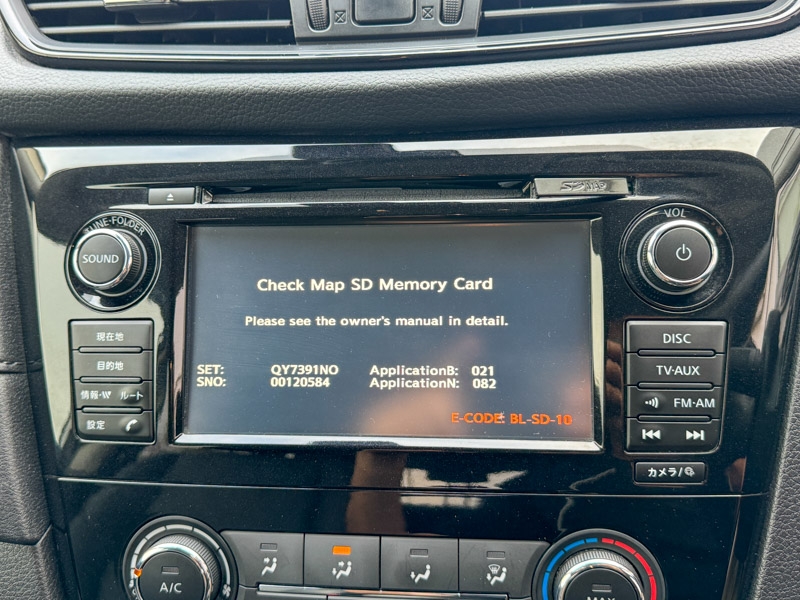 TUNE·FOLDER
SOUND
VOL
Check Map SD Memory Card
Please see the owner's manual in detail.
SET: QY7391NO ApplicationB: 021
SNO: 00120584 ApplicationN: 082
E-CODE: BL-SD-10
現在地
目的地
情報·VV ルート
設定
DISC
TV·AUX
FM·AM
カメラ/
A/C
MAX